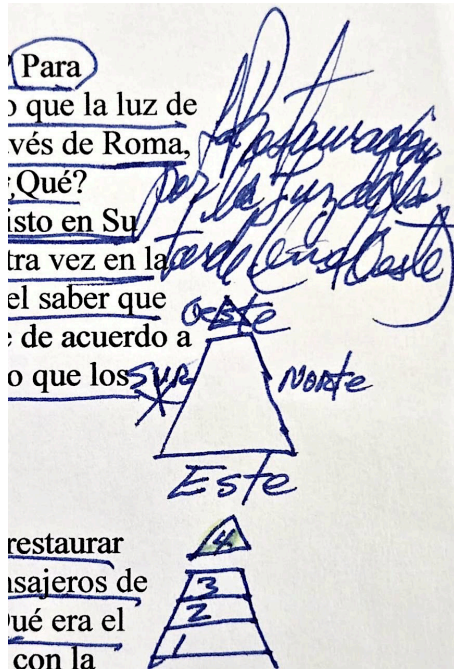 Para
o que la luz de
vés de Roma,
¿Qué?
isto en Su
tra vez en la
el saber que
e de acuerdo a
o que los
Restauración
por la Luz de la
tarde (en el Oeste)
Oeste
SUR
NORTE
Este
restaurar
nsajeros de
ué era el
con la
4
3
2
1